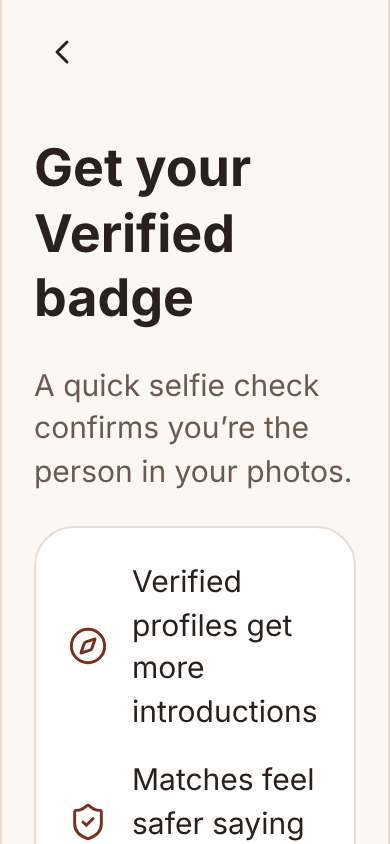 Get your
Verified
badge
A quick selfie check
confirms you’re the
person in your photos.
Verified
profiles get
more
introductions
Matches feel
safer saying